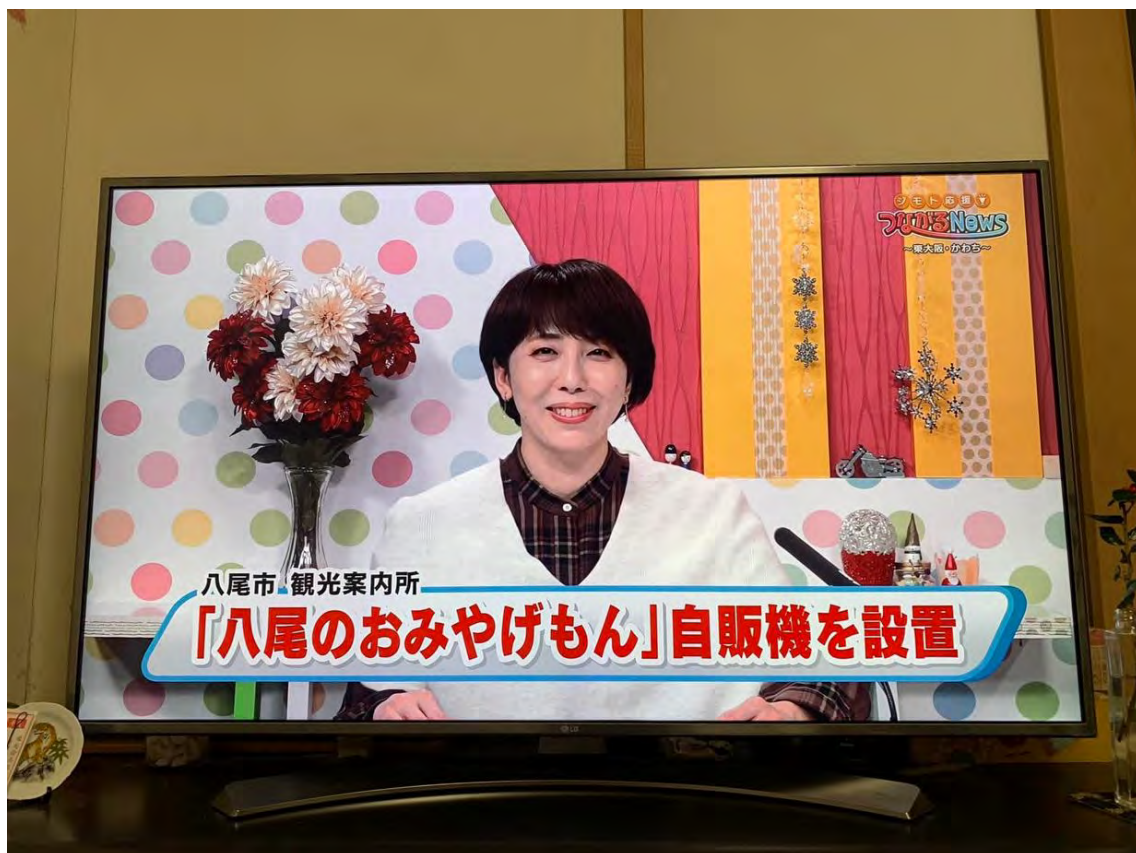 ジモト応援
つながるNews
～東大阪・かわち～
八尾市 観光案内所
「八尾のおみやげもん」自販機を設置
LG